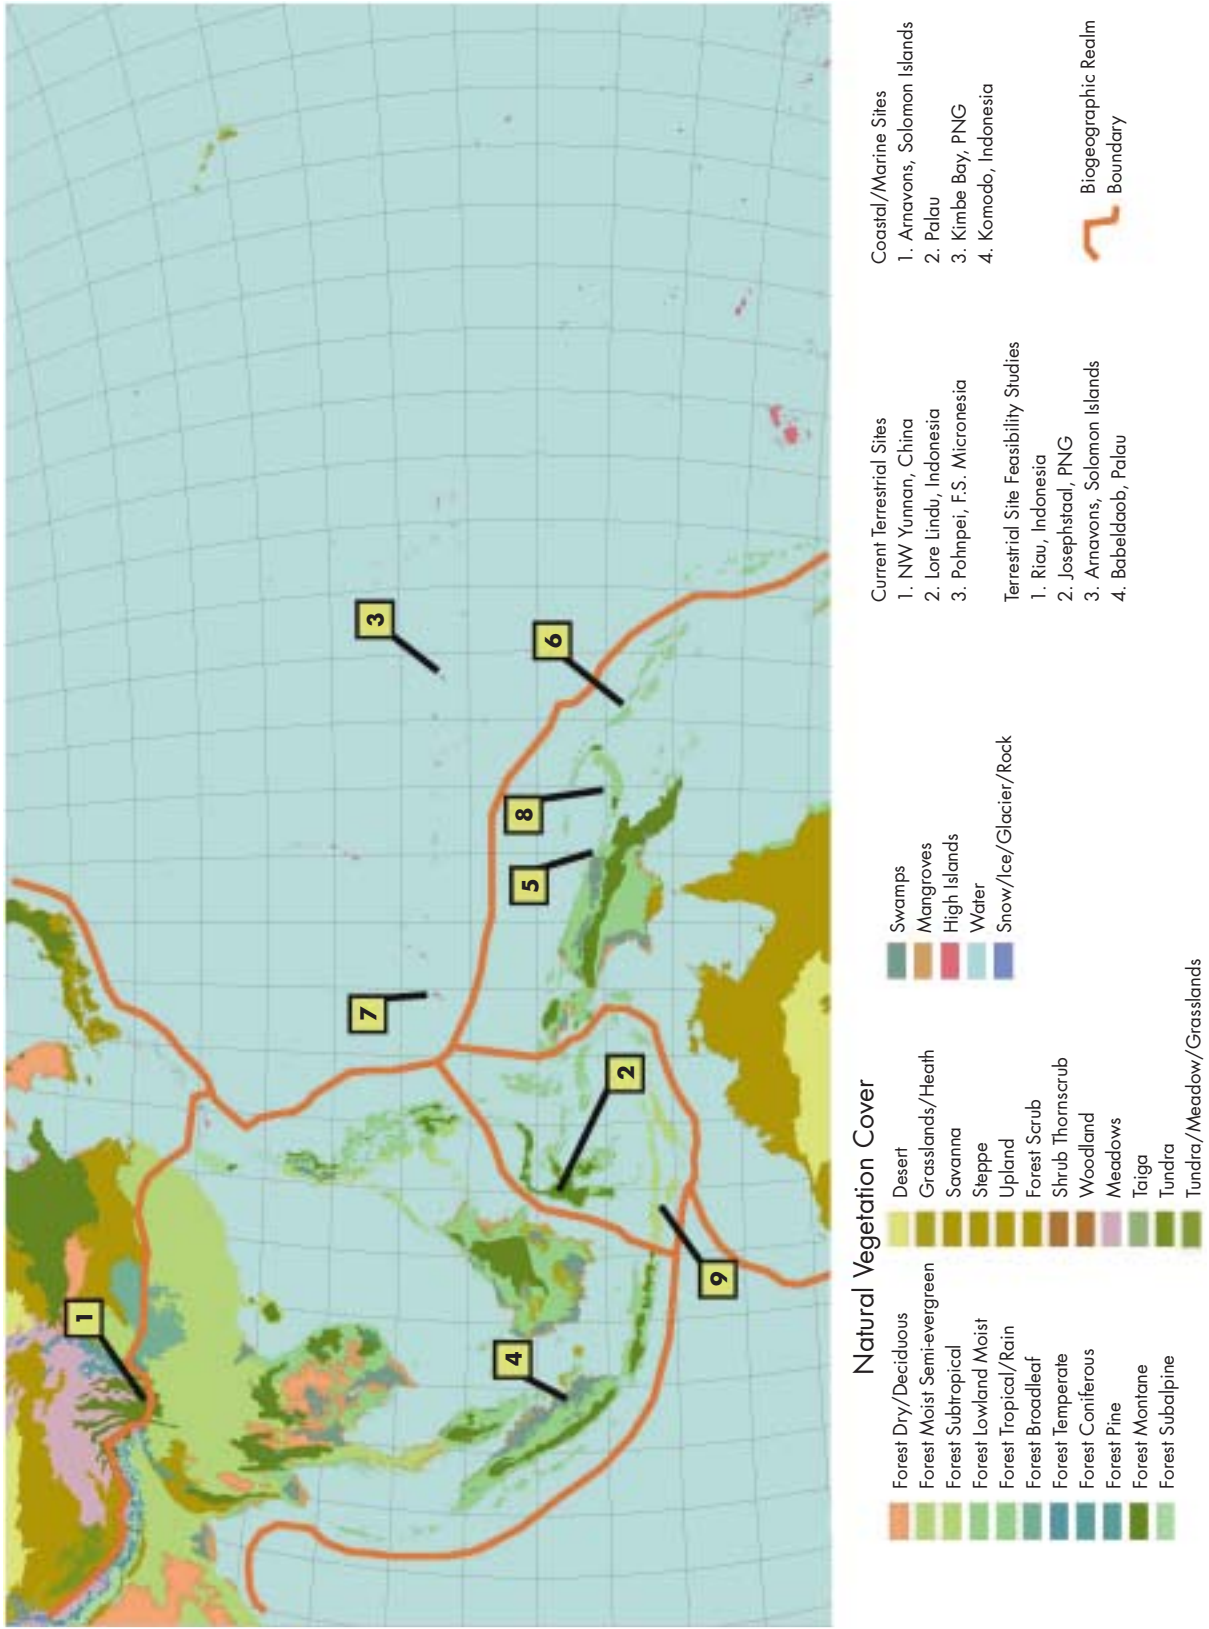 1
2
3
4
5
6
7
8
9
Natural Vegetation Cover
Forest Dry/Deciduous
Forest Moist Semi-evergreen
Forest Subtropical
Forest Lowland Moist
Forest Tropical/Rain
Forest Broadleaf
Forest Temperate
Forest Coniferous
Forest Pine
Forest Montane
Forest Subalpine
Desert
Grasslands/Heath
Savanna
Steppe
Upland
Forest Scrub
Shrub Thornscrub
Woodland
Meadows
Taiga
Tundra
Tundra/Meadow/Grasslands
Swamps
Mangroves
High Islands
Water
Snow/Ice/Glacier/Rock
Current Terrestrial Sites
1. NW Yunnan, China
2. Lore Lindu, Indonesia
3. Pohnpei, F.S. Micronesia
Terrestrial Site Feasibility Studies
1. Riau, Indonesia
2. Josephstaal, PNG
3. Arnavons, Solomon Islands
4. Babeldaob, Palau
Coastal/Marine Sites
1. Arnavons, Solomon Islands
2. Palau
3. Kimbe Bay, PNG
4. Komodo, Indonesia
Biogeographic Realm
Boundary